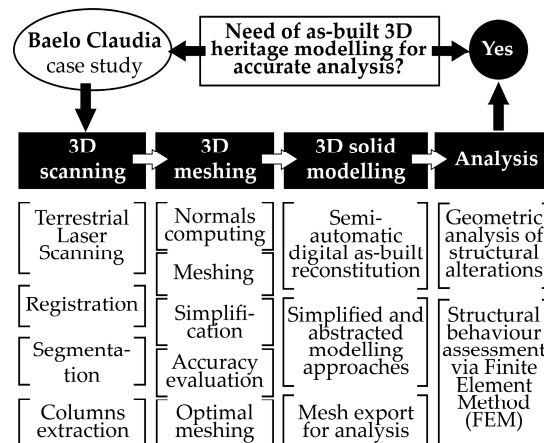 Need of as-built 3D
heritage modelling for
accurate analysis?
Baelo Claudia
case study
Yes
3D
scanning
3D
meshing
3D solid
modelling
Analysis
Terrestrial
Laser
Scanning
Registration
Segmenta-
tion
Columns
extraction
Normals
computing
Meshing
Simplifi-
cation
Accuracy
evaluation
Optimal
meshing
Semi-
automatic
digital as-built
reconstitution
Simplified and
abstracted
modelling
approaches
Mesh export
for analysis
Geometric
analysis of
structural
alterations
Structural
behaviour
assessment
via Finite
Element
Method
(FEM)